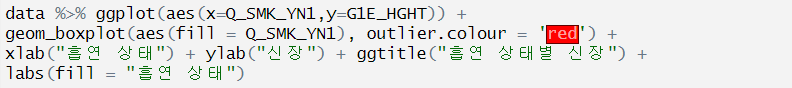 data %>% ggplot(aes(x=Q_SMK_YN1,y=G1E_HGHT)) +
geom_boxplot(aes(fill = Q_SMK_YN1), outlier.colour = 'red') +
xlab("흡연 상태") + ylab("신장") + ggtitle("흡연 상태별 신장") +
labs(fill = "흡연 상태")